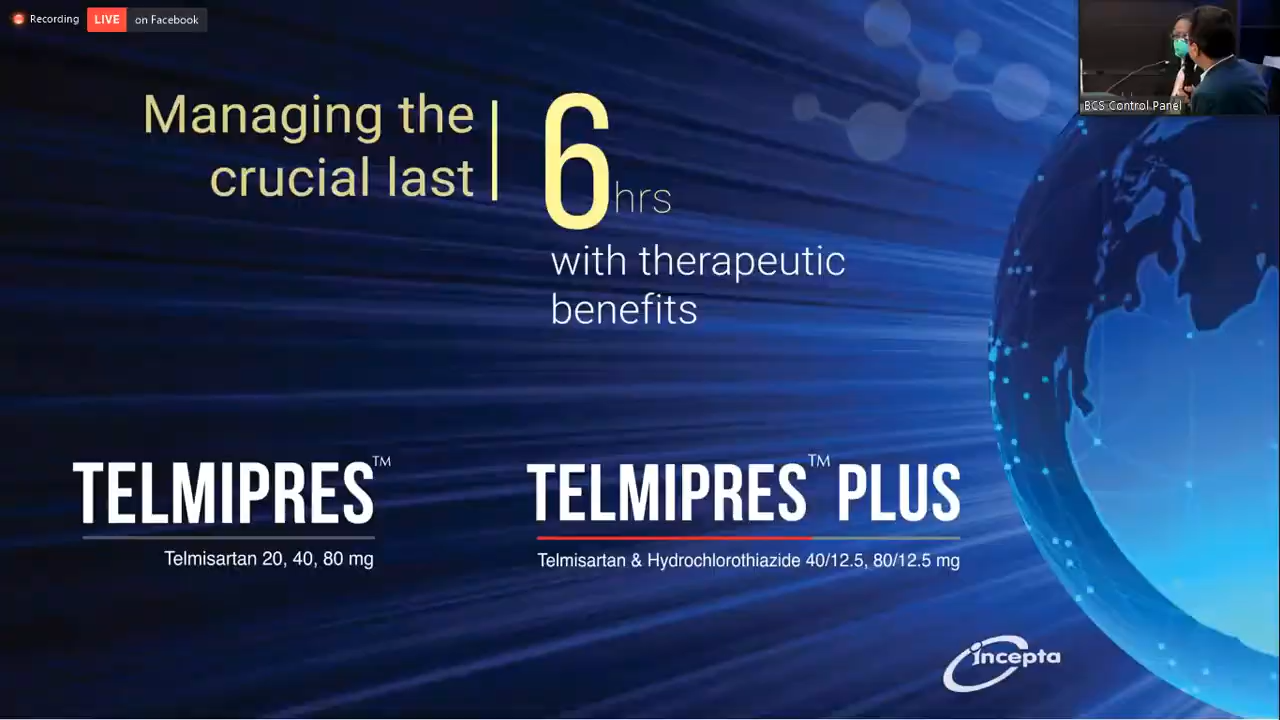 Recording LIVE on Facebook
BCS Control Panel
Managing the
crucial last
6 hrs
with therapeutic
benefits
TELMIPRES™
Telmisartan 20, 40, 80 mg
TELMIPRES™ PLUS
Telmisartan & Hydrochlorothiazide 40/12.5, 80/12.5 mg
incepta